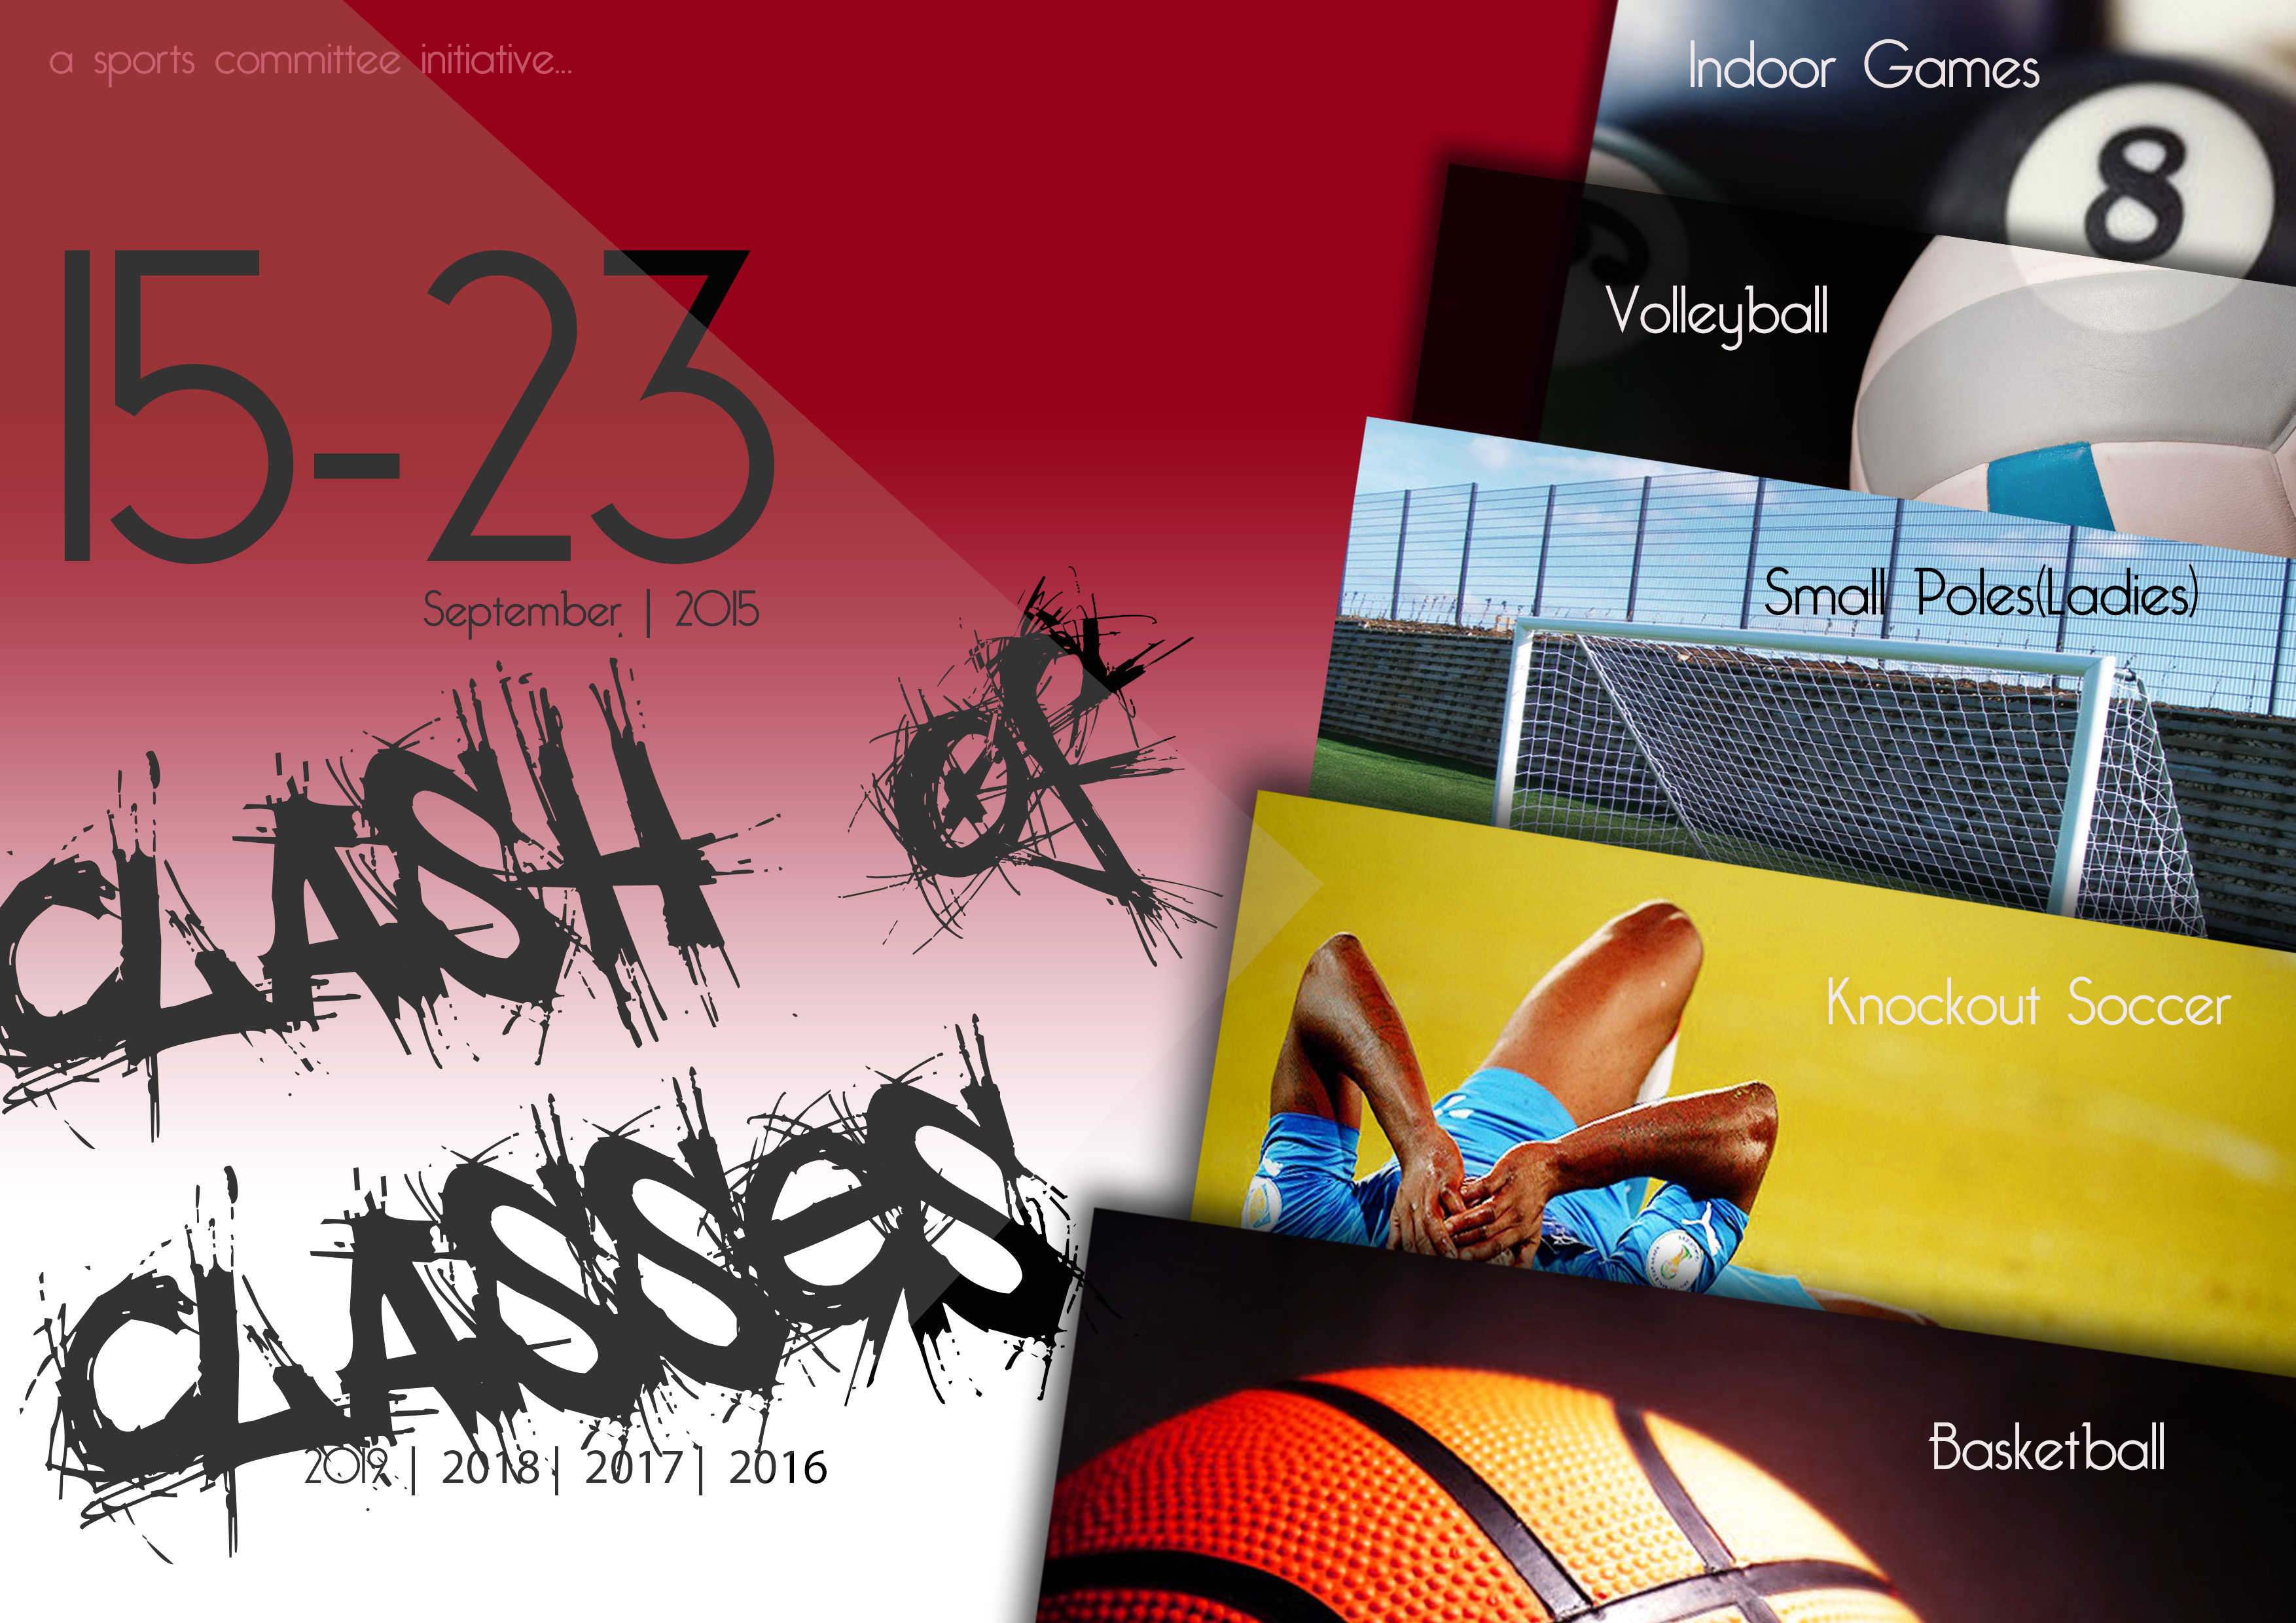 a sports committee initiative...
15-23
September | 2015
CLASH &
CLASSES
2019 | 2018 | 2017 | 2016
Indoor Games
8
Volleyball
Small Poles(Ladies)
Knockout Soccer
Basketball